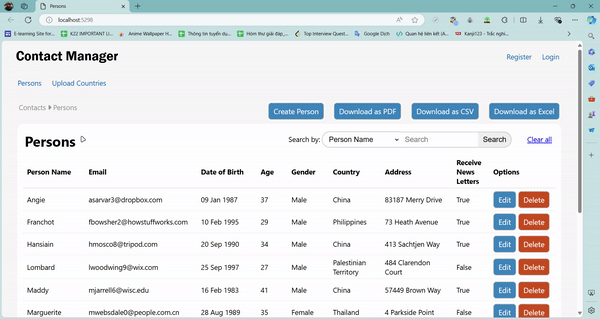 Persons
localhost:5298
E-learning Site for...
K22 IMPORTANT LI...
Anime Wallpaper H...
Thông tin tuyển dụ...
Hòm thư giải đáp,...
Top Interview Quest...
Google Dịch
Quan hệ liên kết (A...
Kanji123 - Trắc nghi...
Contact Manager
Register Login
Persons Upload Countries
Contacts Persons
Create Person Download as PDF Download as CSV Download as Excel
Persons
Search by: Person Name Search Search Clear all
Person Name Email Date of Birth Age Gender Country Address Receive News Letters Options
Angie asarvar3@dropbox.com 09 Jan 1987 37 Male China 83187 Merry Drive True Edit Delete
Franchot fbowsher2@howstuffworks.com 10 Feb 1995 29 Male Philippines 73 Heath Avenue True Edit Delete
Hansiain hmosco8@tripod.com 20 Sep 1990 34 Male China 413 Sachtjen Way True Edit Delete
Lombard lwoodwing9@wix.com 25 Sep 1997 27 Male Palestinian Territory 484 Clarendon Court False Edit Delete
Maddy mjarrell6@wisc.edu 16 Feb 1983 41 Male China 57449 Brown Way True Edit Delete
Marguerite mwebsdale0@people.com.cn 28 Aug 1989 35 Female Thailand 4 Parkside Point False Edit Delete